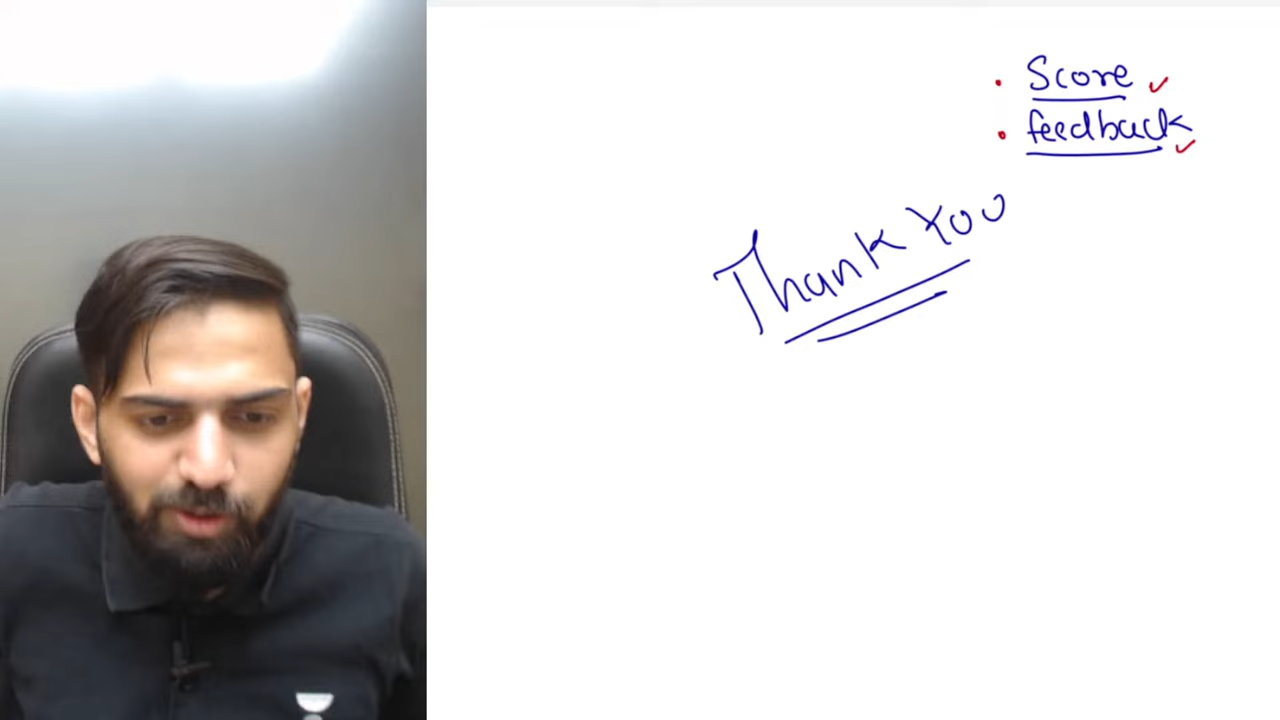 • Score ✓
• feedback ✓
Thank You